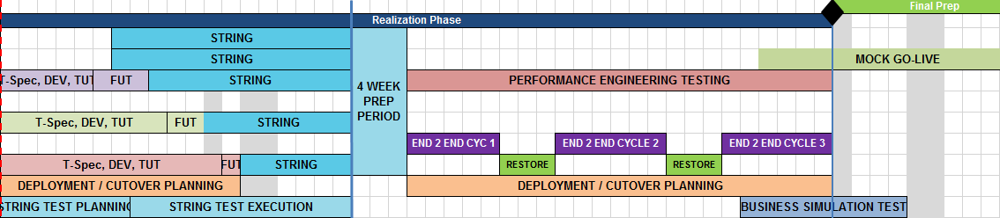 Final Prep
Realization Phase
STRING
STRING
MOCK GO-LIVE
T-Spec, DEV, TUT
FUT
STRING
4 WEEK
PREP
PERIOD
PERFORMANCE ENGINEERING TESTING
T-Spec, DEV, TUT
FUT
STRING
END 2 END CYC 1
END 2 END CYCLE 2
END 2 END CYCLE 3
T-Spec, DEV, TUT
FUT
STRING
RESTORE
RESTORE
DEPLOYMENT / CUTOVER PLANNING
DEPLOYMENT / CUTOVER PLANNING
STRING TEST PLANNING
STRING TEST EXECUTION
BUSINESS SIMULATION TEST